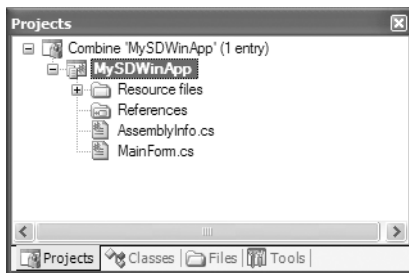 Projects
Combine 'MySDWinApp' (1 entry)
MySDWinApp
Resource files
References
AssemblyInfo.cs
MainForm.cs
Projects Classes Files Tools